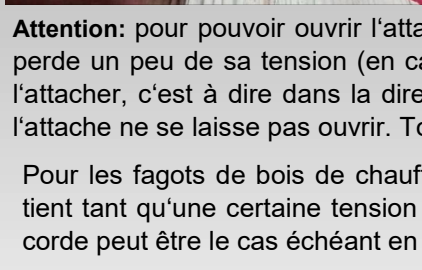 Attention: pour pouvoir ouvrir l‘atta
perde un peu de sa tension (en ca
l‘attacher, c‘est à dire dans la dire
l‘attache ne se laisse pas ouvrir. To
Pour les fagots de bois de chauf
tient tant qu‘une certaine tension
corde peut être le cas échéant en